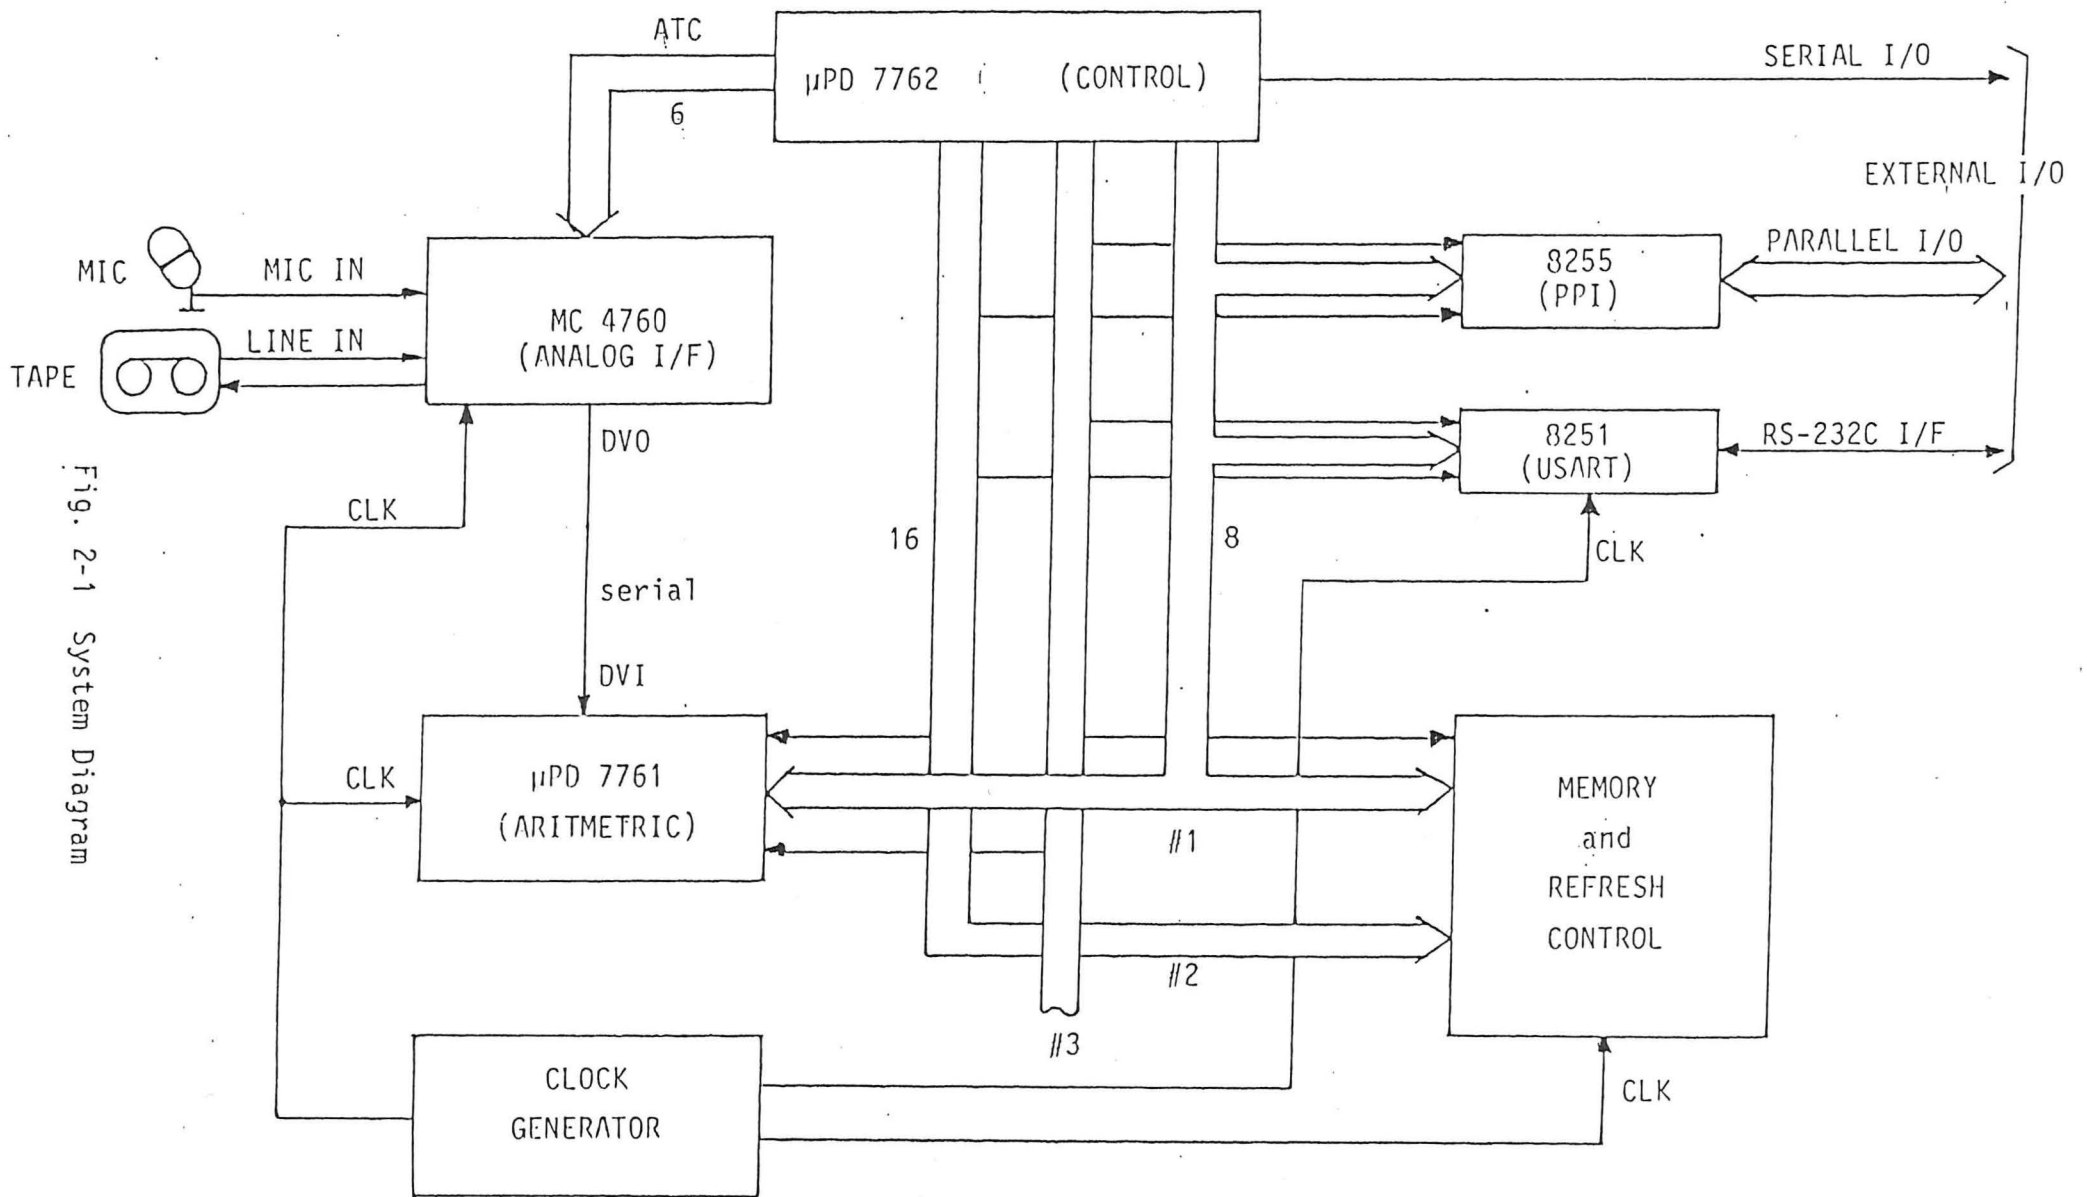 ATC
6
μPD 7762 (CONTROL)
SERIAL I/O
EXTERNAL I/O
MIC
MIC IN
MC 4760
(ANALOG I/F)
LINE IN
TAPE
8255
(PPI)
PARALLEL I/O
8251
(USART)
RS-232C I/F
DVO
CLK
16
8
CLK
serial
DVI
CLK
μPD 7761
(ARITMETRIC)
#1
MEMORY
and
REFRESH
CONTROL
#2
#3
CLOCK
GENERATOR
CLK
Fig. 2-1 System Diagram